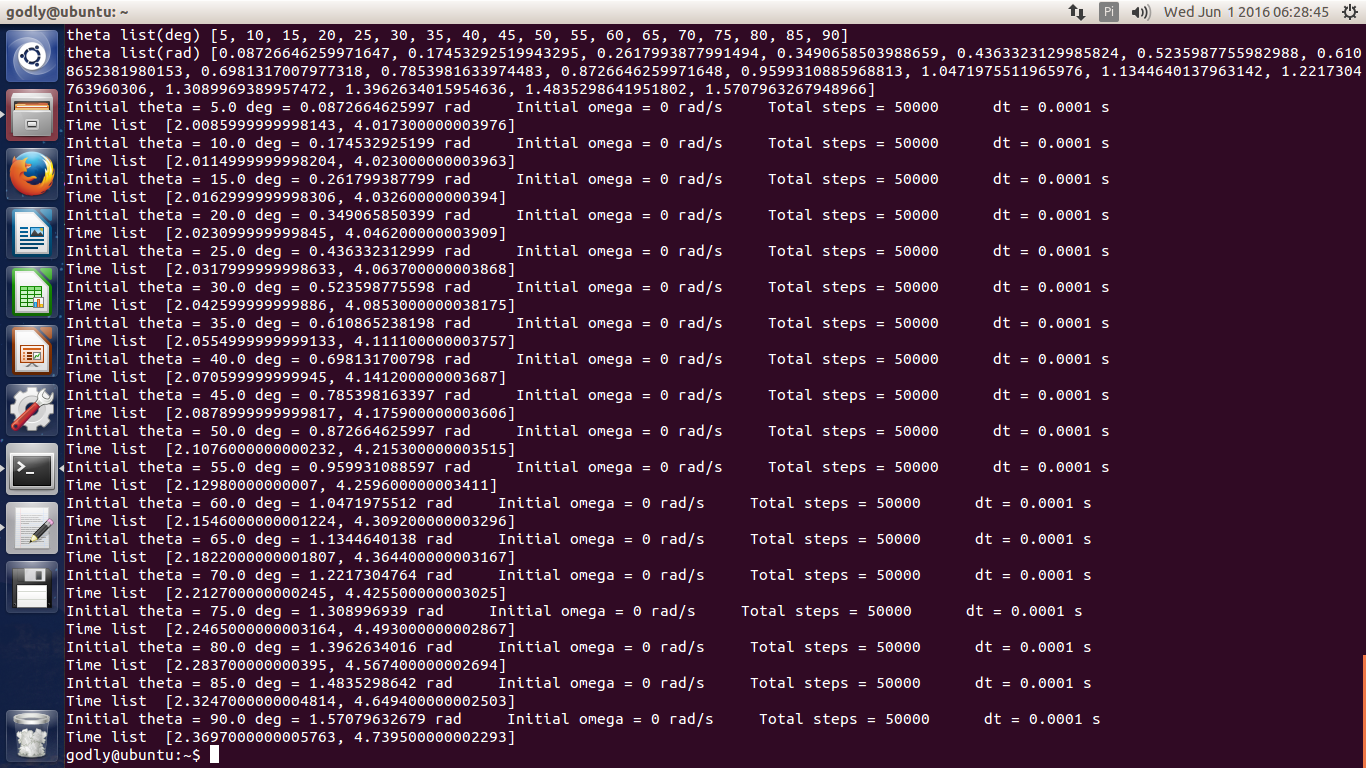 godly@ubuntu: ~
Pi
Wed Jun 1 2016 06:28:45
theta list(deg) [5, 10, 15, 20, 25, 30, 35, 40, 45, 50, 55, 60, 65, 70, 75, 80, 85, 90]
theta list(rad) [0.08726646259971647, 0.17453292519943295, 0.2617993877991494, 0.3490658503988659, 0.4363323129985824, 0.5235987755982988, 0.610
8652381980153, 0.6981317007977318, 0.7853981633974483, 0.8726646259971648, 0.9599310885968813, 1.0471975511965976, 1.1344640137963142, 1.2217304
763960306, 1.3089969389957472, 1.3962634015954636, 1.4835298641951802, 1.5707963267948966]
Initial theta = 5.0 deg = 0.0872664625997 rad     Initial omega = 0 rad/s     Total steps = 50000      dt = 0.0001 s
Time list  [2.0085999999998143, 4.017300000003976]
Initial theta = 10.0 deg = 0.174532925199 rad     Initial omega = 0 rad/s     Total steps = 50000      dt = 0.0001 s
Time list  [2.0114999999998204, 4.023000000003963]
Initial theta = 15.0 deg = 0.261799387799 rad     Initial omega = 0 rad/s     Total steps = 50000      dt = 0.0001 s
Time list  [2.0162999999998306, 4.03260000000394]
Initial theta = 20.0 deg = 0.349065850399 rad     Initial omega = 0 rad/s     Total steps = 50000      dt = 0.0001 s
Time list  [2.023099999999845, 4.046200000003909]
Initial theta = 25.0 deg = 0.436332312999 rad     Initial omega = 0 rad/s     Total steps = 50000      dt = 0.0001 s
Time list  [2.0317999999998633, 4.063700000003868]
Initial theta = 30.0 deg = 0.523598775598 rad     Initial omega = 0 rad/s     Total steps = 50000      dt = 0.0001 s
Time list  [2.042599999999886, 4.0853000000038175]
Initial theta = 35.0 deg = 0.610865238198 rad     Initial omega = 0 rad/s     Total steps = 50000      dt = 0.0001 s
Time list  [2.0554999999999133, 4.111100000003757]
Initial theta = 40.0 deg = 0.698131700798 rad     Initial omega = 0 rad/s     Total steps = 50000      dt = 0.0001 s
Time list  [2.070599999999945, 4.141200000003687]
Initial theta = 45.0 deg = 0.785398163397 rad     Initial omega = 0 rad/s     Total steps = 50000      dt = 0.0001 s
Time list  [2.0878999999999817, 4.175900000003606]
Initial theta = 50.0 deg = 0.872664625997 rad     Initial omega = 0 rad/s     Total steps = 50000      dt = 0.0001 s
Time list  [2.1076000000000232, 4.215300000003515]
Initial theta = 55.0 deg = 0.959931088597 rad     Initial omega = 0 rad/s     Total steps = 50000      dt = 0.0001 s
Time list  [2.12980000000007, 4.259600000003411]
Initial theta = 60.0 deg = 1.0471975512 rad     Initial omega = 0 rad/s     Total steps = 50000      dt = 0.0001 s
Time list  [2.1546000000001224, 4.309200000003296]
Initial theta = 65.0 deg = 1.1344640138 rad     Initial omega = 0 rad/s     Total steps = 50000      dt = 0.0001 s
Time list  [2.1822000000001807, 4.364400000003167]
Initial theta = 70.0 deg = 1.2217304764 rad     Initial omega = 0 rad/s     Total steps = 50000      dt = 0.0001 s
Time list  [2.212700000000245, 4.425500000003025]
Initial theta = 75.0 deg = 1.308996939 rad     Initial omega = 0 rad/s     Total steps = 50000      dt = 0.0001 s
Time list  [2.2465000000003164, 4.493000000002867]
Initial theta = 80.0 deg = 1.3962634016 rad     Initial omega = 0 rad/s     Total steps = 50000      dt = 0.0001 s
Time list  [2.283700000000395, 4.567400000002694]
Initial theta = 85.0 deg = 1.4835298642 rad     Initial omega = 0 rad/s     Total steps = 50000      dt = 0.0001 s
Time list  [2.3247000000004814, 4.649400000002503]
Initial theta = 90.0 deg = 1.57079632679 rad     Initial omega = 0 rad/s     Total steps = 50000      dt = 0.0001 s
Time list  [2.3697000000005763, 4.739500000002293]
godly@ubuntu:~$